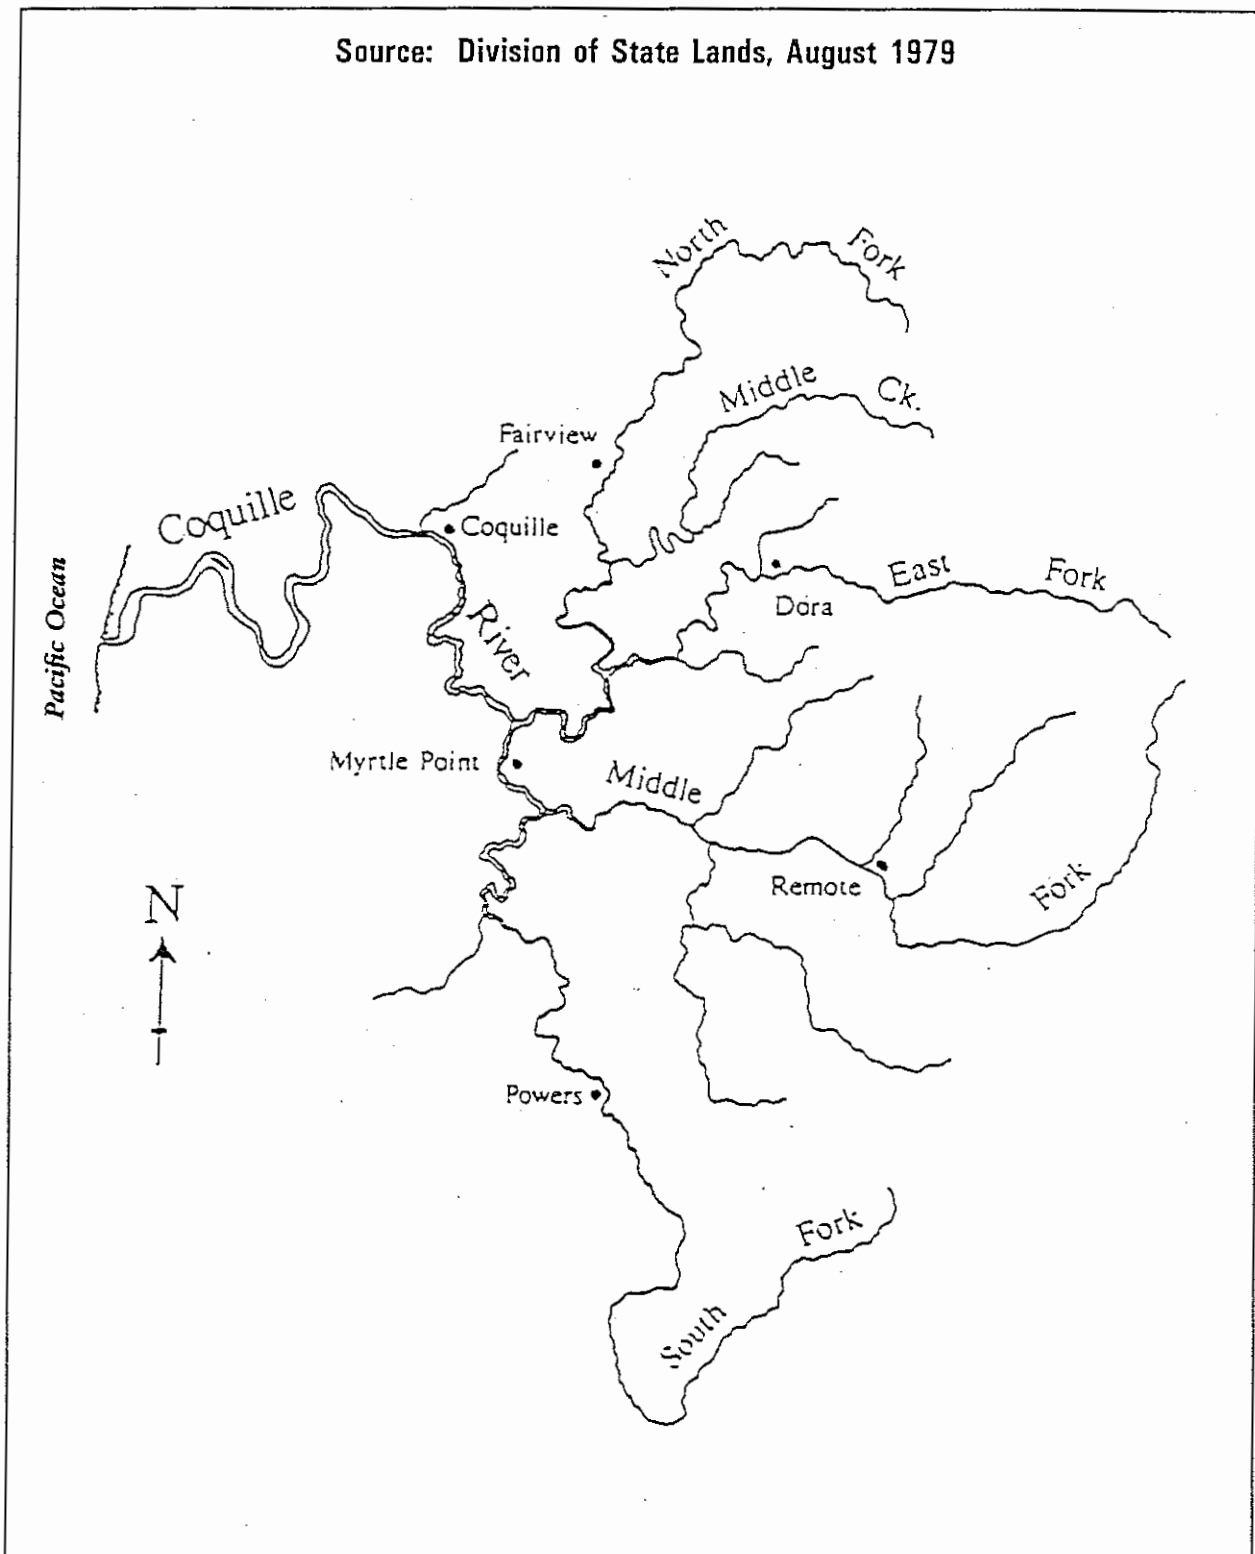 Source: Division of State Lands, August 1979
North Fork
Middle Ck.
Fairview
Coquille River
Coquille
East Fork
Dora
Pacific Ocean
Myrtle Point
Middle Fork
Remote
N
Powers
South Fork